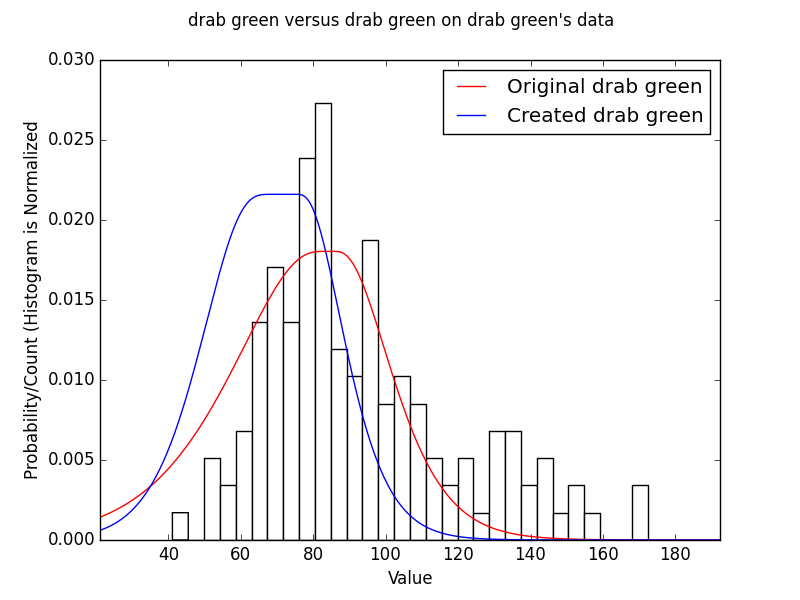 drab green versus drab green on drab green's data
Probability/Count (Histogram is Normalized
0.030
0.025
0.020
0.015
0.010
0.005
0.000
Original drab green
Created drab green
40 60 80 100 120 140 160 180
Value